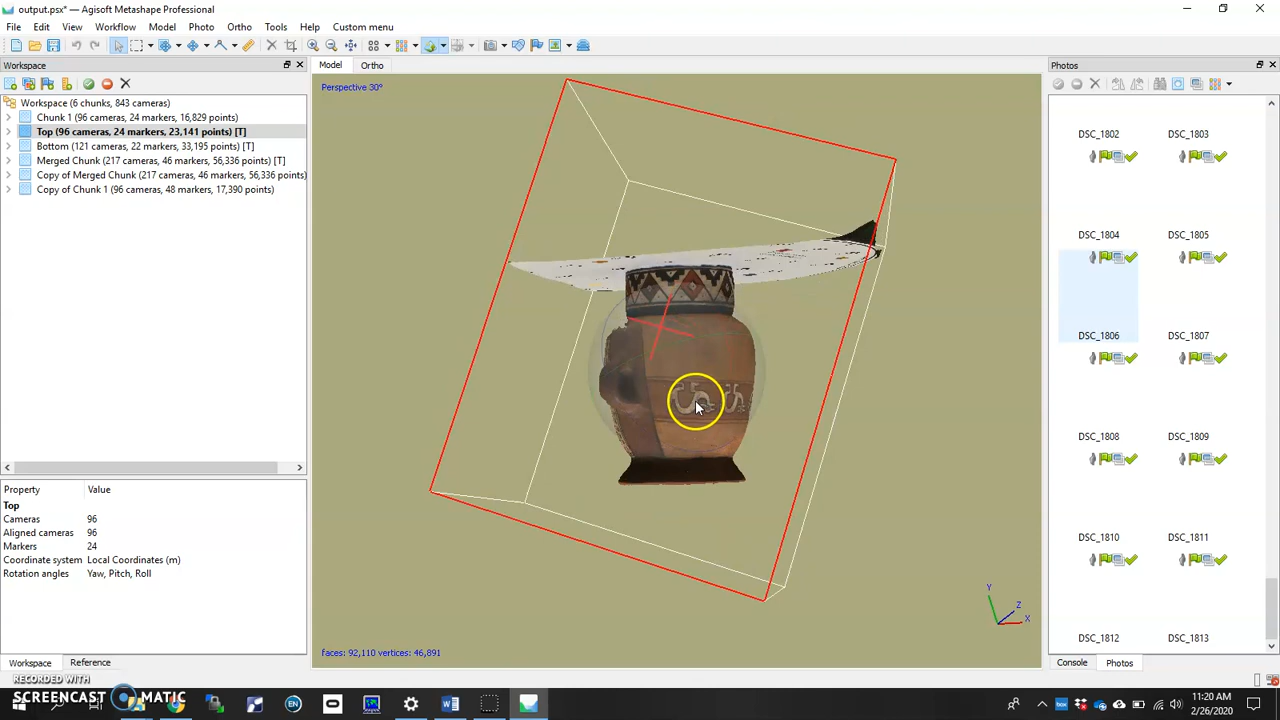 output.psx* — Agisoft Metashape Professional
File Edit View Workflow Model Photo Ortho Tools Help Custom menu
Workspace
Workspace (6 chunks, 843 cameras)
Chunk 1 (96 cameras, 24 markers, 16,829 points)
Top (96 cameras, 24 markers, 23,141 points) [T]
Bottom (121 cameras, 22 markers, 33,195 points) [T]
Merged Chunk (217 cameras, 46 markers, 56,336 points) [T]
Copy of Merged Chunk (217 cameras, 46 markers, 56,336 points)
Copy of Chunk 1 (96 cameras, 48 markers, 17,390 points)
Property Value
Top
Cameras 96
Aligned cameras 96
Markers 24
Coordinate system Local Coordinates (m)
Rotation angles Yaw, Pitch, Roll
Workspace Reference
Model Ortho
Perspective 30°
Y
Z
X
faces: 92,110 vertices: 46,891
Photos
DSC_1802 DSC_1803
DSC_1804 DSC_1805
DSC_1806 DSC_1807
DSC_1808 DSC_1809
DSC_1810 DSC_1811
DSC_1812 DSC_1813
Console Photos
RECORDED WITH
SCREENCAST MATIC
11:20 AM
2/26/2020